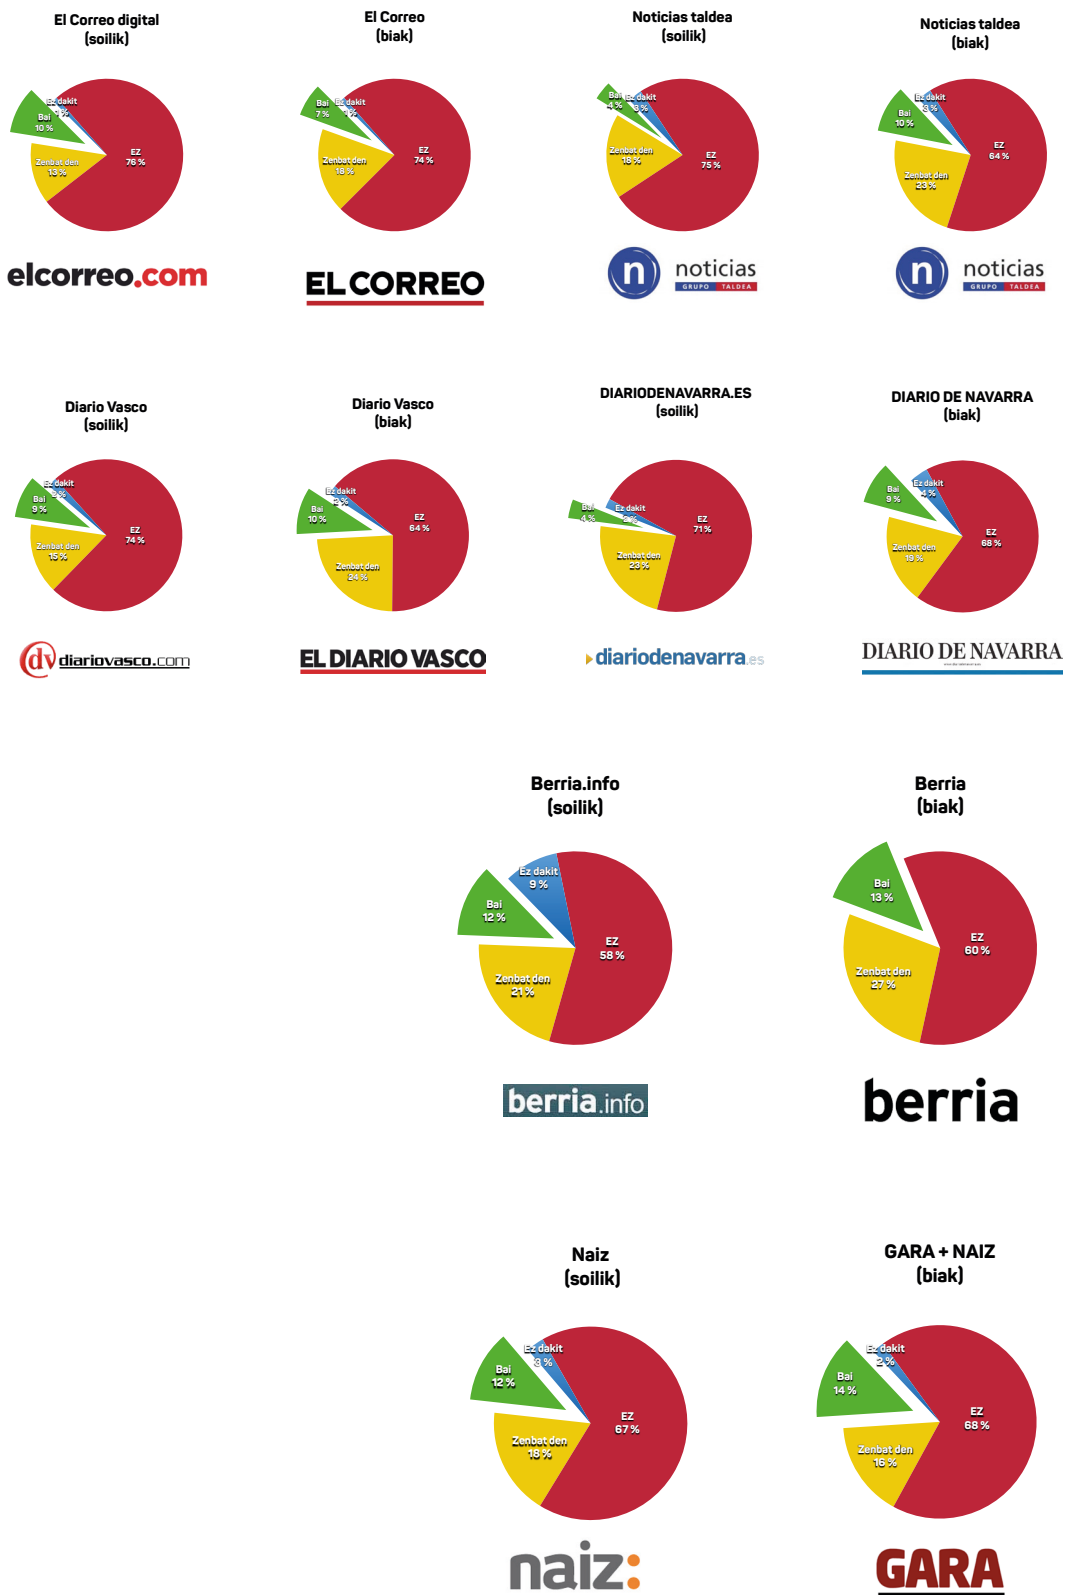 El Correo digital
(soilik)
Ez dakit
1 %
Bai
10 %
Zenbat den
13 %
EZ
76 %
elcorreo.com
El Correo
(biak)
Ez dakit
1 %
Bai
7 %
Zenbat den
18 %
EZ
74 %
EL CORREO
Noticias taldea
(soilik)
Ez dakit
3 %
Bai
4 %
Zenbat den
18 %
EZ
75 %
n
noticias
GRUPO TALDEA
Noticias taldea
(biak)
Ez dakit
3 %
Bai
10 %
Zenbat den
23 %
EZ
64 %
n
noticias
GRUPO TALDEA
Diario Vasco
(soilik)
Ez dakit
Bai
9 %
Zenbat den
15 %
EZ
74 %
dv diariovasco.com
Diario Vasco
(biak)
Ez dakit
2 %
Bai
10 %
Zenbat den
24 %
EZ
64 %
EL DIARIO VASCO
DIARIODENAVARRA.ES
(soilik)
Ez dakit
2 %
Bai
4 %
Zenbat den
23 %
EZ
71 %
diariodenavarra.es
DIARIO DE NAVARRA
(biak)
Ez dakit
4 %
Bai
9 %
Zenbat den
19 %
EZ
68 %
DIARIO DE NAVARRA
Berria.info
(soilik)
Ez dakit
9 %
Bai
12 %
Zenbat den
21 %
EZ
58 %
berria.info
Berria
(biak)
Bai
13 %
Zenbat den
27 %
EZ
60 %
berria
Naiz
(soilik)
Ez dakit
3 %
Bai
12 %
Zenbat den
18 %
EZ
67 %
naiz:
GARA + NAIZ
(biak)
Ez dakit
2 %
Bai
14 %
Zenbat den
16 %
EZ
68 %
GARA